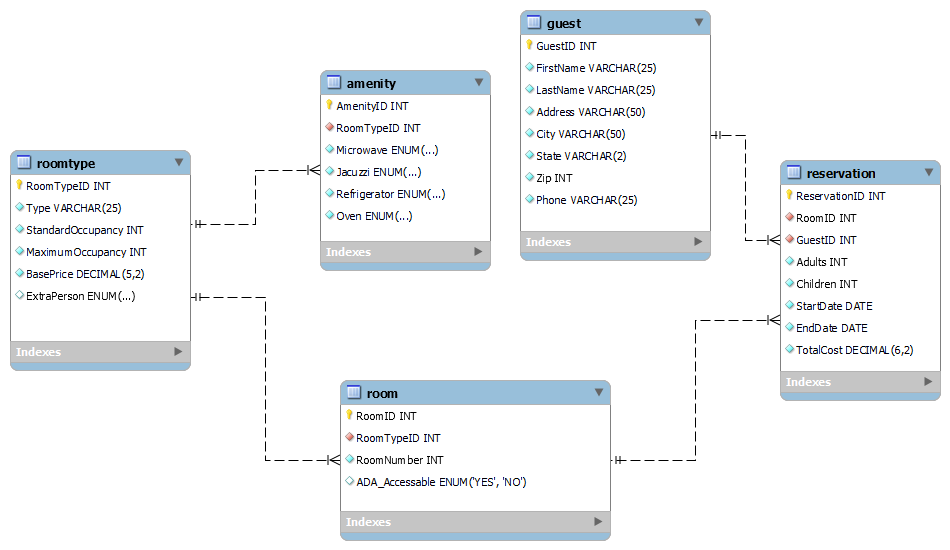 roomtype
RoomTypeID INT
Type VARCHAR(25)
StandardOccupancy INT
MaximumOccupancy INT
BasePrice DECIMAL(5,2)
ExtraPerson ENUM(...)
Indexes
amenity
AmenityID INT
RoomTypeID INT
Microwave ENUM(...)
Jacuzzi ENUM(...)
Refrigerator ENUM(...)
Oven ENUM(...)
Indexes
guest
GuestID INT
FirstName VARCHAR(25)
LastName VARCHAR(25)
Address VARCHAR(50)
City VARCHAR(50)
State VARCHAR(2)
Zip INT
Phone VARCHAR(25)
Indexes
reservation
ReservationID INT
RoomID INT
GuestID INT
Adults INT
Children INT
StartDate DATE
EndDate DATE
TotalCost DECIMAL(6,2)
Indexes
room
RoomID INT
RoomTypeID INT
RoomNumber INT
ADA_Accessable ENUM('YES', 'NO')
Indexes